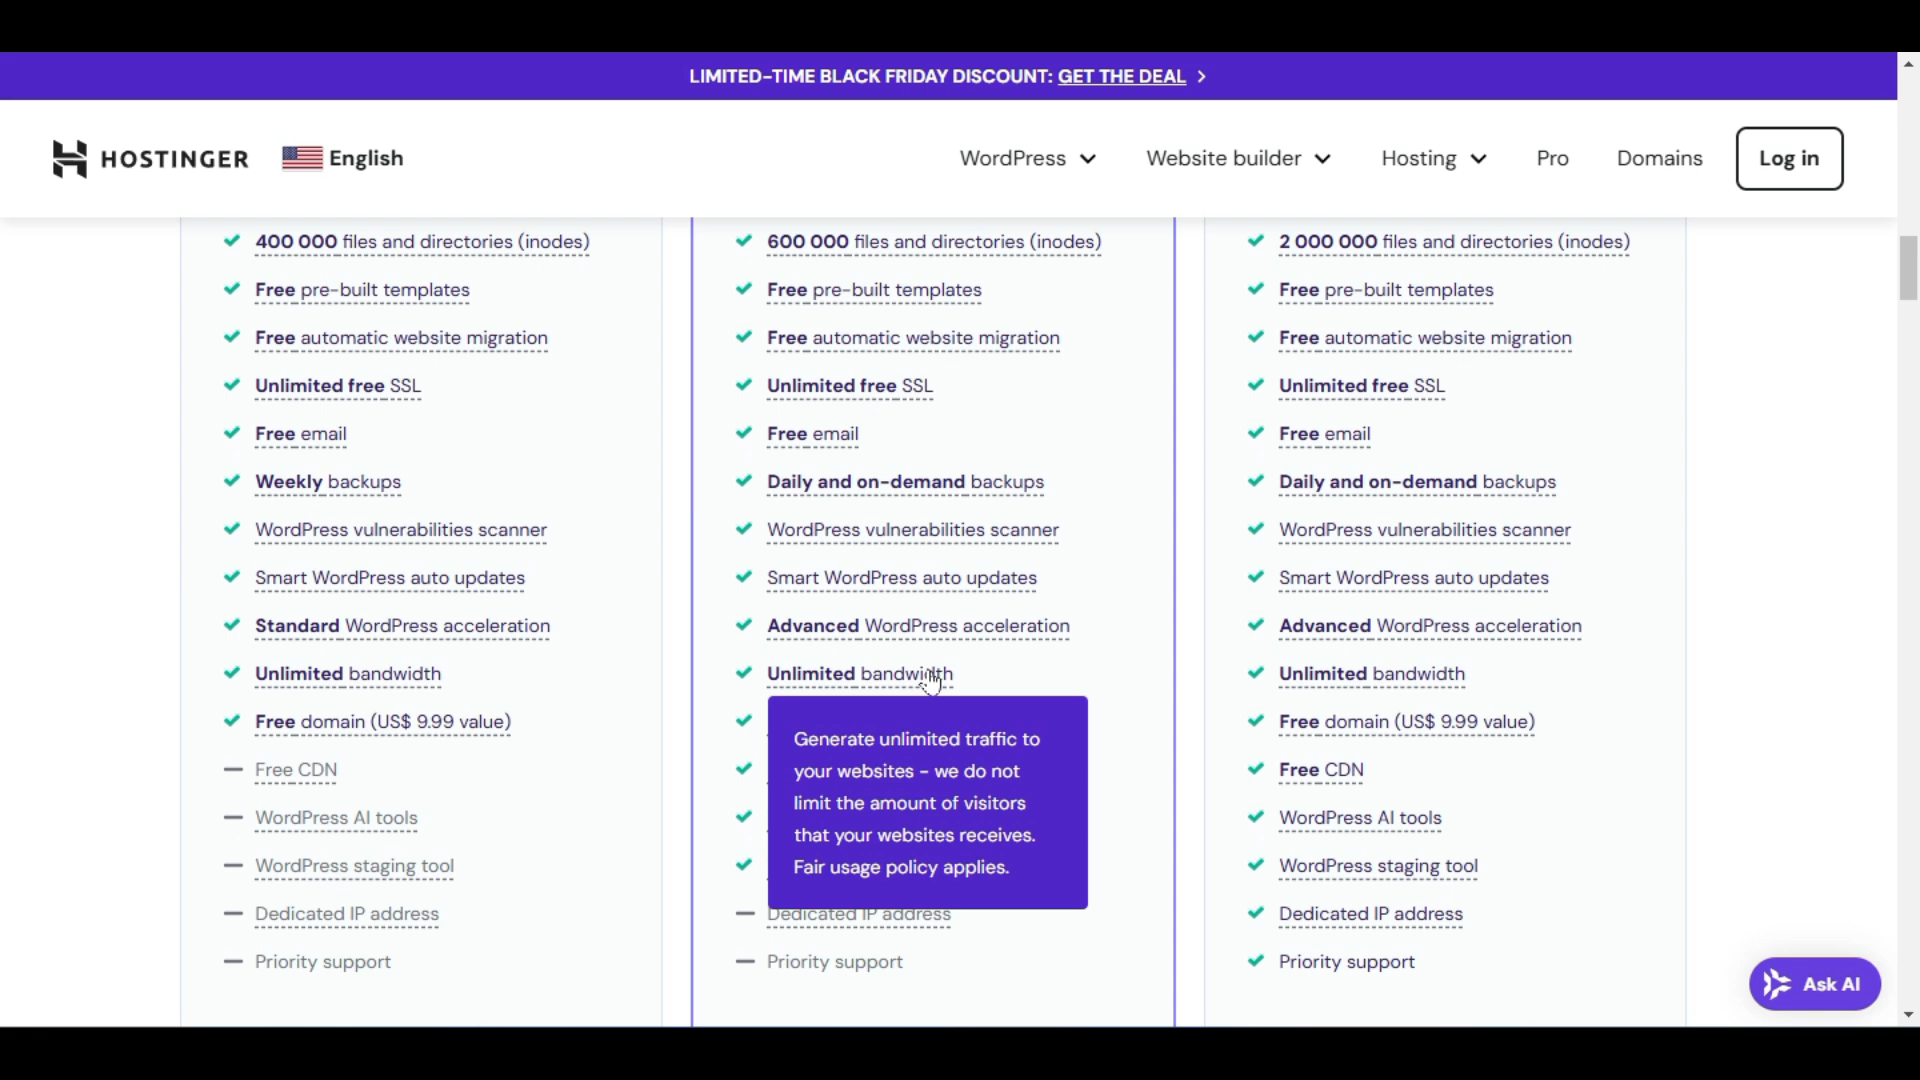 LIMITED-TIME BLACK FRIDAY DISCOUNT: GET THE DEAL
HOSTINGER
English
WordPress
Website builder
Hosting
Pro
Domains
Log in
400 000 files and directories (inodes)
Free pre-built templates
Free automatic website migration
Unlimited free SSL
Free email
Weekly backups
WordPress vulnerabilities scanner
Smart WordPress auto updates
Standard WordPress acceleration
Unlimited bandwidth
Free domain (US$ 9.99 value)
Free CDN
WordPress AI tools
WordPress staging tool
Dedicated IP address
Priority support
600 000 files and directories (inodes)
Free pre-built templates
Free automatic website migration
Unlimited free SSL
Free email
Daily and on-demand backups
WordPress vulnerabilities scanner
Smart WordPress auto updates
Advanced WordPress acceleration
Unlimited bandwidth
Generate unlimited traffic to
your websites - we do not
limit the amount of visitors
that your websites receives.
Fair usage policy applies.
Dedicated IP address
Priority support
2 000 000 files and directories (inodes)
Free pre-built templates
Free automatic website migration
Unlimited free SSL
Free email
Daily and on-demand backups
WordPress vulnerabilities scanner
Smart WordPress auto updates
Advanced WordPress acceleration
Unlimited bandwidth
Free domain (US$ 9.99 value)
Free CDN
WordPress AI tools
WordPress staging tool
Dedicated IP address
Priority support
Ask AI